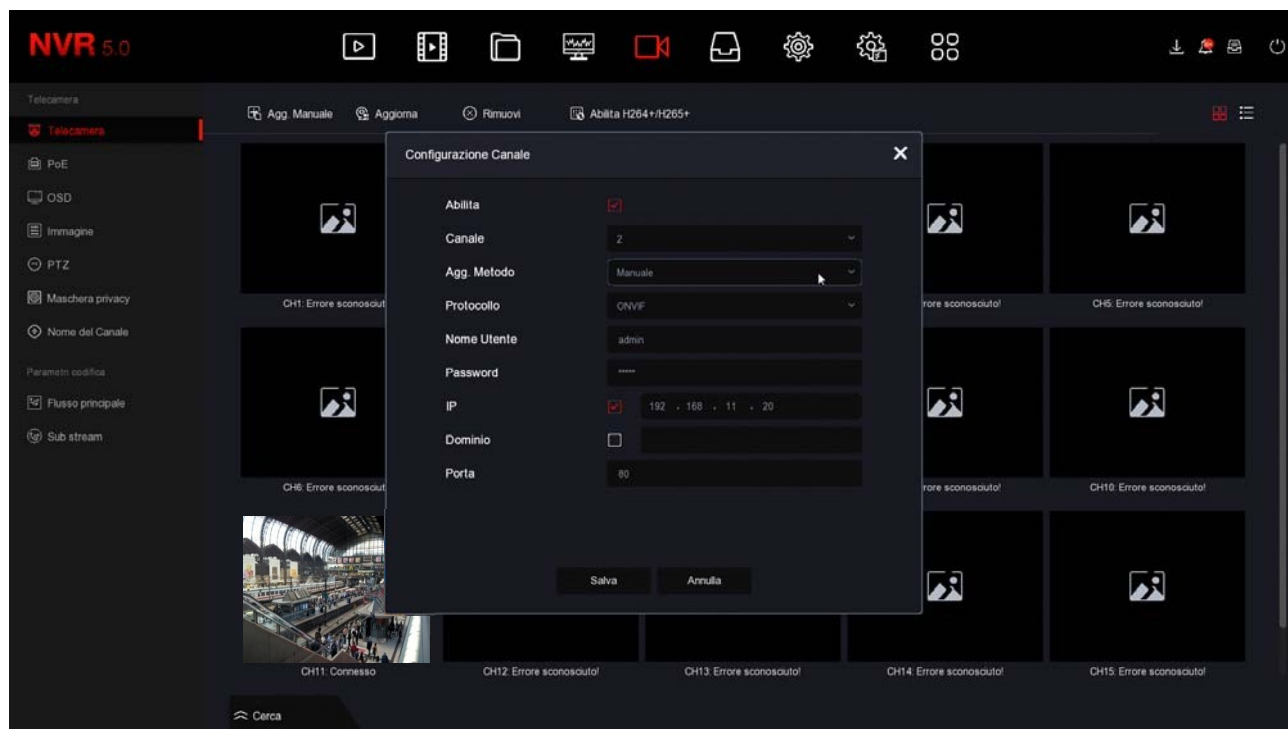 NVR 5.0
Telecamera
Telecamera
PoE
OSD
Immagine
PTZ
Maschera privacy
Nome del Canale
Parametri codifica
Flusso principale
Sub stream
Agg. Manuale Aggiorna Rimuovi Abilita H264+/H265+
Configurazione Canale
Abilita
Canale 2
Agg. Metodo Manuale
Protocollo ONVIF
Nome Utente admin
Password *****
IP 192 . 168 . 11 . 20
Dominio
Porta 80
Salva Annulla
CH1: Errore sconosciut
rore sconosciuto!
CH5: Errore sconosciuto!
CH6: Errore sconosciut
rore sconosciuto!
CH10: Errore sconosciuto!
CH11: Connesso
CH12: Errore sconosciuto!
CH13: Errore sconosciuto!
CH14: Errore sconosciuto!
CH15: Errore sconosciuto!
Cerca